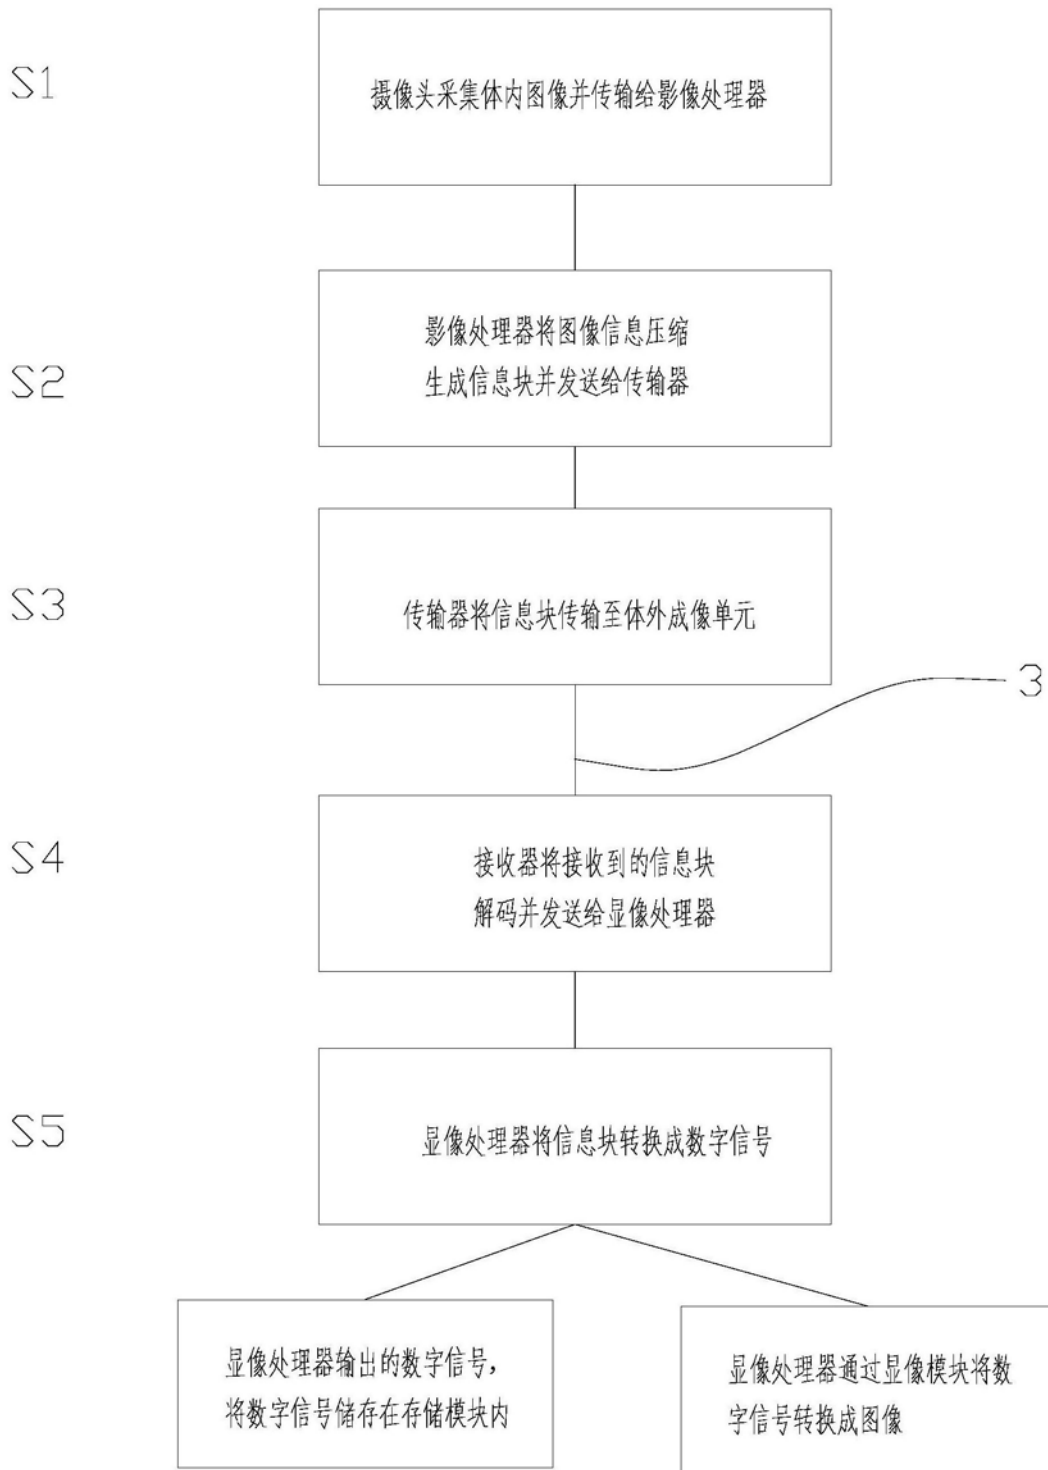 S1
摄像头采集体内图像并传输给影像处理器
影像处理器将图像信息压缩
S2
生成信息块并发送给传输器
S3
传输器将信息块传输至体外成像单元
3
S4
接收器将接收到的信息块
解码并发送给显像处理器
S5
显像处理器将信息块转换成数字信号
显像处理器输出的数字信号，
将数字信号储存在存储模块内
显像处理器通过显像模块将数
字信号转换成图像